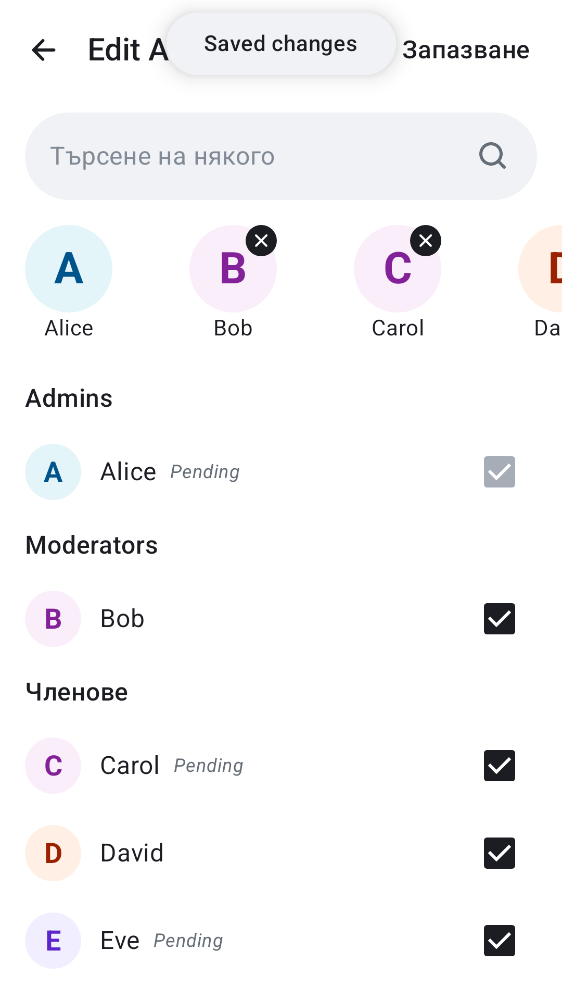 Edit A
Saved changes
Запазване
Търсене на някого
A
B
C
D
Alice
Bob
Carol
Da
Admins
A Alice Pending
Moderators
B Bob
Членове
C Carol Pending
D David
E Eve Pending